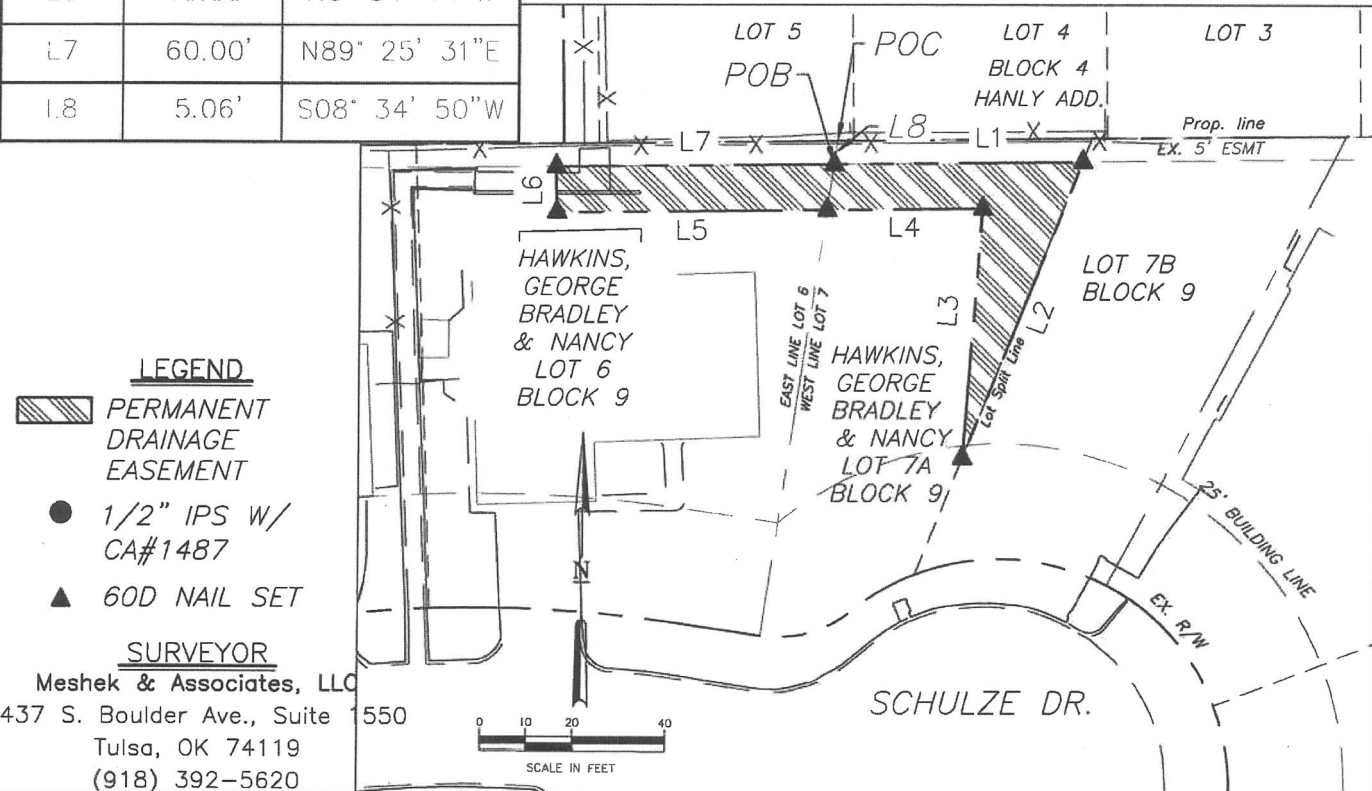 L7 60.00' N89° 25' 31"E
L8 5.06' S08° 34' 50"W
LOT 5
LOT 4
LOT 3
POC
POB
BLOCK 4
HANLY ADD.
L7
L8
L1
Prop. line
EX. 5' ESMT
L6
L5
L4
L3
L2
Lot Split Line
LOT 7B
BLOCK 9
HAWKINS,
GEORGE
BRADLEY
& NANCY
LOT 6
BLOCK 9
EAST LINE LOT 6
WEST LINE LOT 7
HAWKINS,
GEORGE
BRADLEY
& NANCY
LOT 7A
BLOCK 9
25' BUILDING LINE
EX. R/W
SCHULZE DR.
N
0 10 20 40
SCALE IN FEET
LEGEND
PERMANENT
DRAINAGE
EASEMENT
1/2" IPS W/
CA#1487
60D NAIL SET
SURVEYOR
Meshek & Associates, LLC
437 S. Boulder Ave., Suite 1550
Tulsa, OK 74119
(918) 392-5620